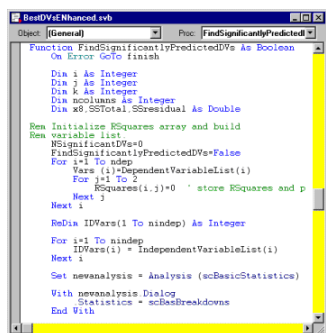 BestDVsENhanced.svb
Object: (General) Proc: FindSignificantlyPredictedI
Function FindSignificantlyPredictedDVs As Boolean
On Error GoTo finish
Dim i As Integer
Dim j As Integer
Dim k As Integer
Dim ncolumns As Integer
Dim x8,SSTotal,SSresidual As Double
Rem Initialize RSquares array and build
Rem variable list.
NSignificantDVs=0
FindSignificantlyPredictedDVs=False
For i=1 To ndep
Vars (i)=DependentVariableList(i)
For j=1 To 2
RSquares(i,j)=0 ' store RSquares and p
Next j
Next i
ReDim IDVars(1 To nindep) As Integer
For i=1 To nindep
IDVars(i) = IndependentVariableList(i)
Next i
Set newanalysis = Analysis (scBasicStatistics)
With newanalysis.Dialog
.Statistics = scBasBreakdowns
End With